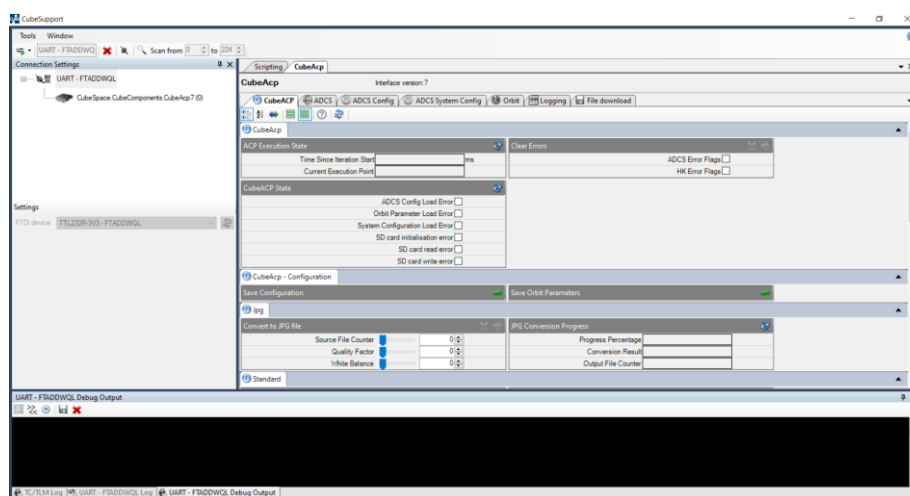 CubeSupport
Tools Window
UART - FTADDWQ Scan from 0 to 224
Connection Settings
UART - FTADDWQL
CubeSpace.CubeComponents.CubeAcp7 (0)
Settings
FTDI device TTL232R-3V3 - FTADDWQL
Scripting CubeAcp
CubeAcp Interface version:7
CubeACP ADCS ADCS Config ADCS System Config Orbit Logging File download
CubeAcp
ACP Execution State
Time Since Iteration Start ms
Current Execution Point
Clear Errors
ADCS Error Flags
HK Error Flags
CubeACP State
ADCS Config Load Error
Orbit Parameter Load Error
System Configuration Load Error
SD card initialisation error
SD card read error
SD card write error
CubeAcp - Configuration
Save Configuration Save Orbit Parameters
Jpg
Convert to JPG file
Source File Counter 0
Quality Factor 0
White Balance 0
JPG Conversion Progress
Progress Percentage
Conversion Result
Output File Counter
Standard
UART - FTADDWQL Debug Output
TC/TLM Log UART - FTADDWQL Log UART - FTADDWQL Debug Output